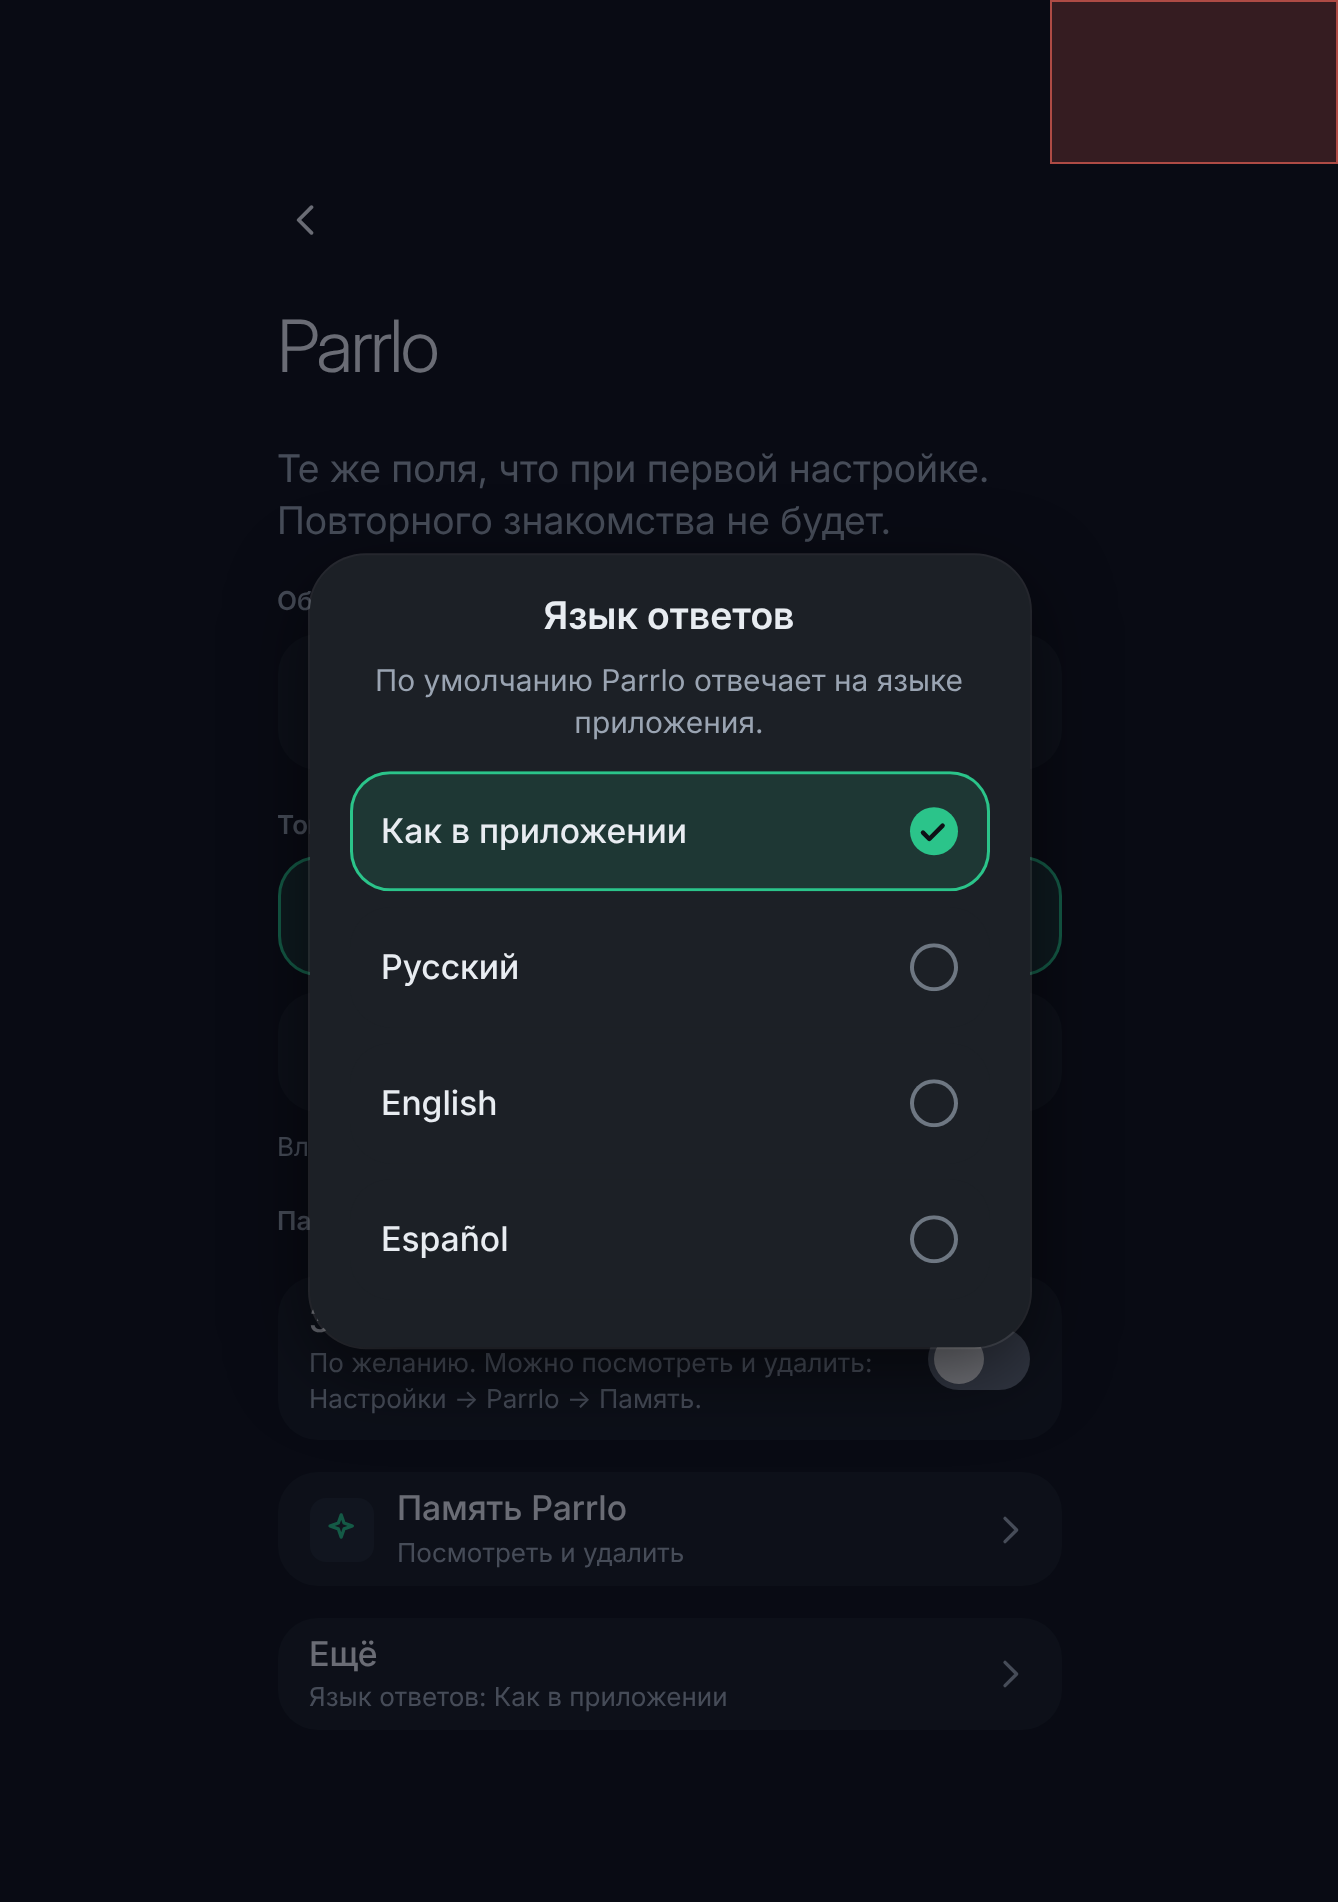 Parrlo
Те же поля, что при первой настройке.
Повторного знакомства не будет.
Язык ответов
По умолчанию Parrlo отвечает на языке
приложения.
Как в приложении
Русский
English
Español
По желанию. Можно посмотреть и удалить:
Настройки → Parrlo → Память.
Память Parrlo
Посмотреть и удалить
Ещё
Язык ответов: Как в приложении